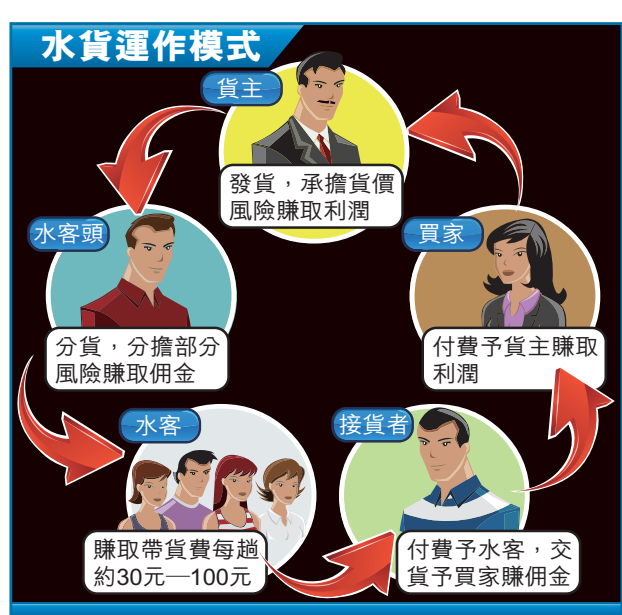 水貨運作模式
貨主
發貨，承擔貨價
風險賺取利潤
水客頭
分貨，分擔部分
風險賺取佣金
水客
賺取帶貨費每趟
約30元—100元
接貨者
付費予水客，交
貨予買家賺佣金
買家
付費予貨主賺取
利潤